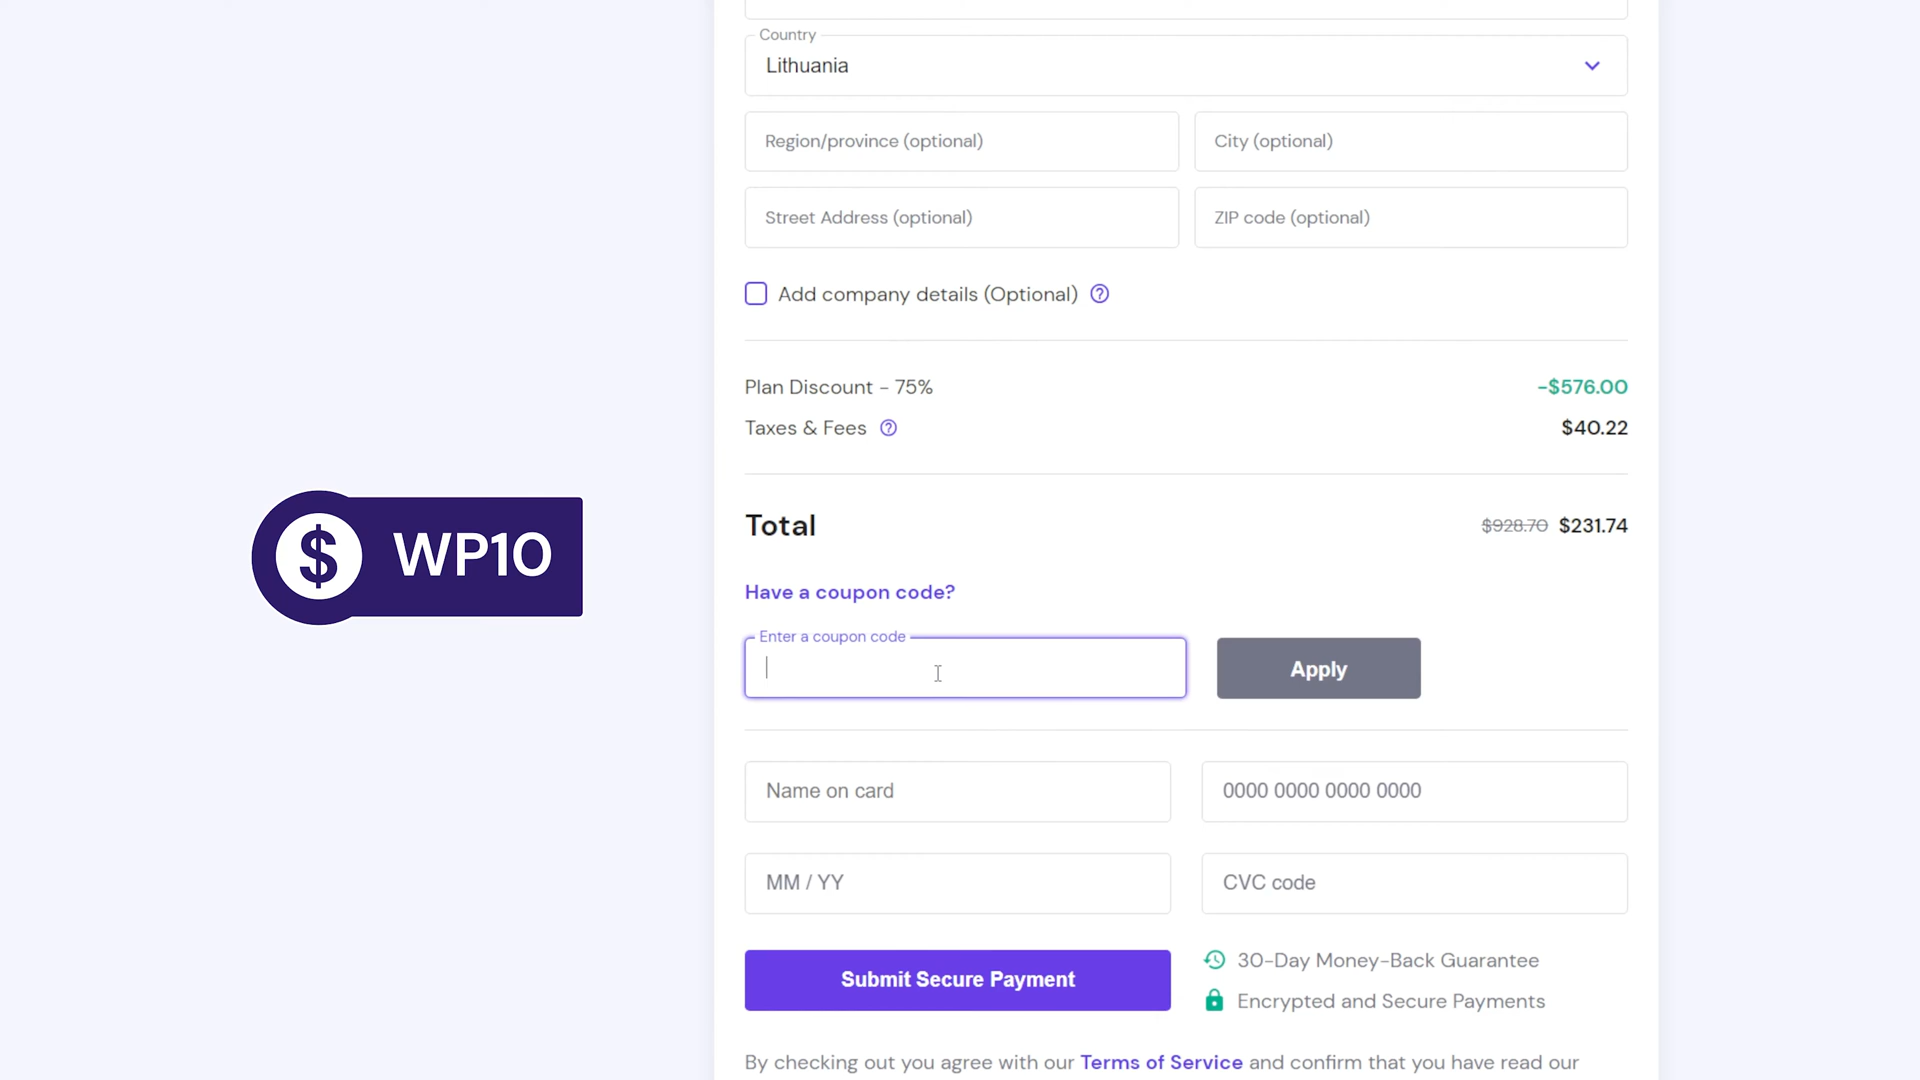 Country
Lithuania
Region/province (optional)
City (optional)
Street Address (optional)
ZIP code (optional)
Add company details (Optional) ?
Plan Discount - 75%
-$576.00
Taxes & Fees ?
$40.22
$ WP10
Total
$928.70 $231.74
Have a coupon code?
Enter a coupon code
Apply
Name on card
0000 0000 0000 0000
MM / YY
CVC code
Submit Secure Payment
30-Day Money-Back Guarantee
Encrypted and Secure Payments
By checking out you agree with our Terms of Service and confirm that you have read our